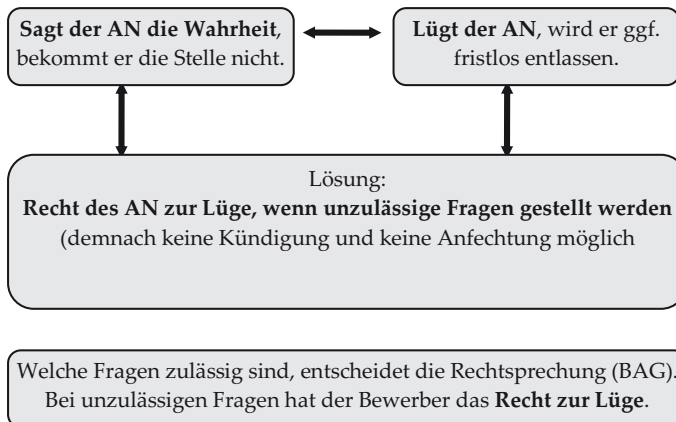 Sagt der AN die Wahrheit,
bekommt er die Stelle nicht.
Lügt der AN, wird er ggf.
fristlos entlassen.
Lösung:
Recht des AN zur Lüge, wenn unzulässige Fragen gestellt werden
(demnach keine Kündigung und keine Anfechtung möglich
Welche Fragen zulässig sind, entscheidet die Rechtsprechung (BAG).
Bei unzulässigen Fragen hat der Bewerber das Recht zur Lüge.